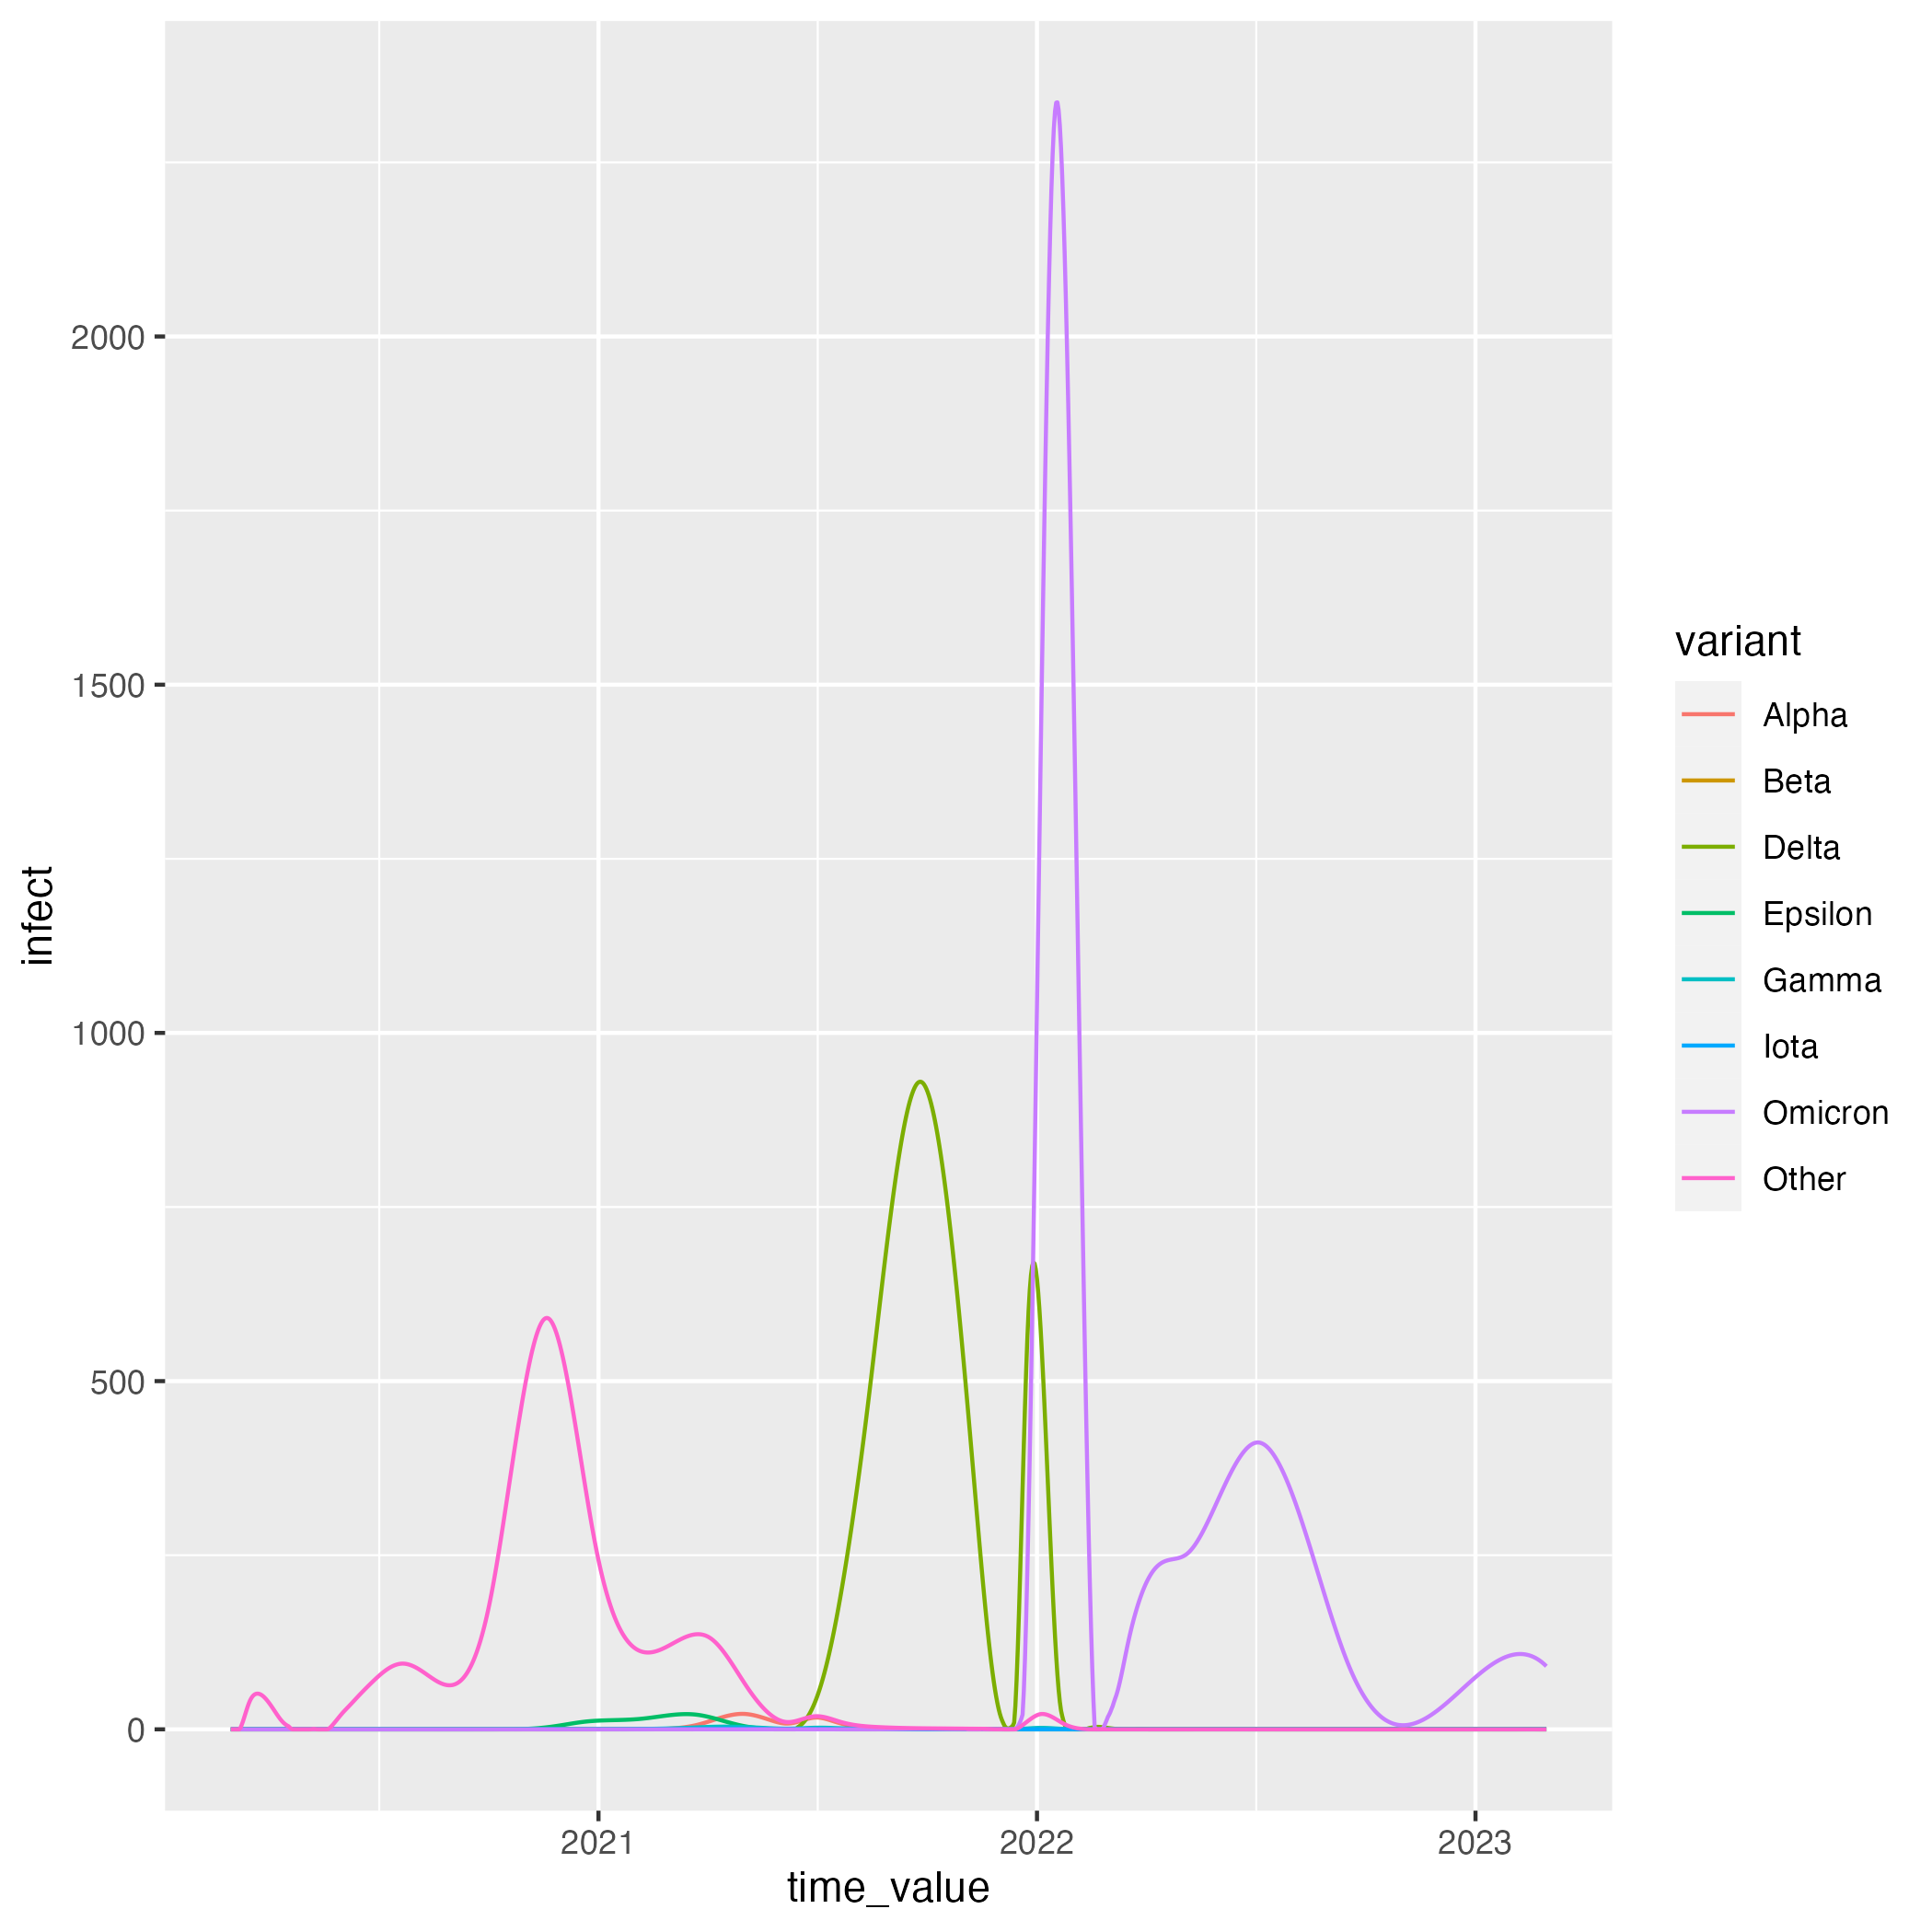 2000
1500
1000
500
0
infect
2021
2022
2023
time_value
variant
Alpha
Beta
Delta
Epsilon
Gamma
Iota
Omicron
Other